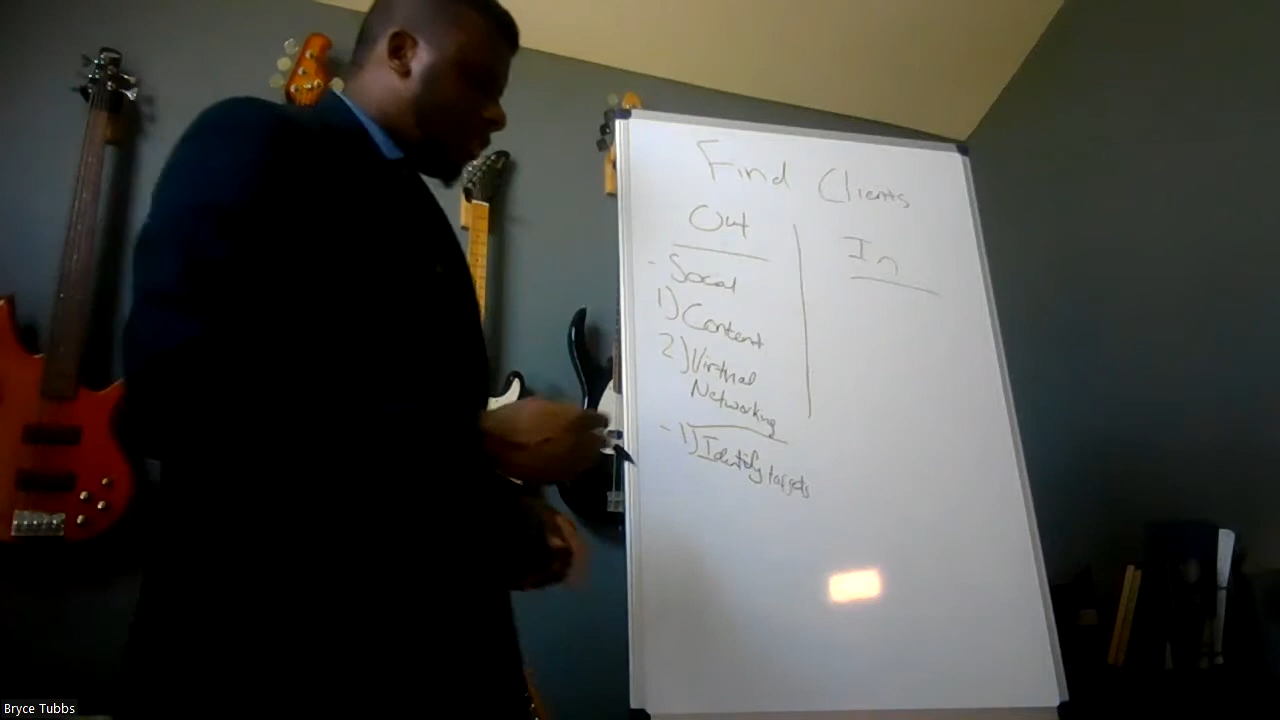 Find Clients
Out
In
- Social
1) Content
2) Virtual
Networking
- 1) Identify targets
Bryce Tubbs